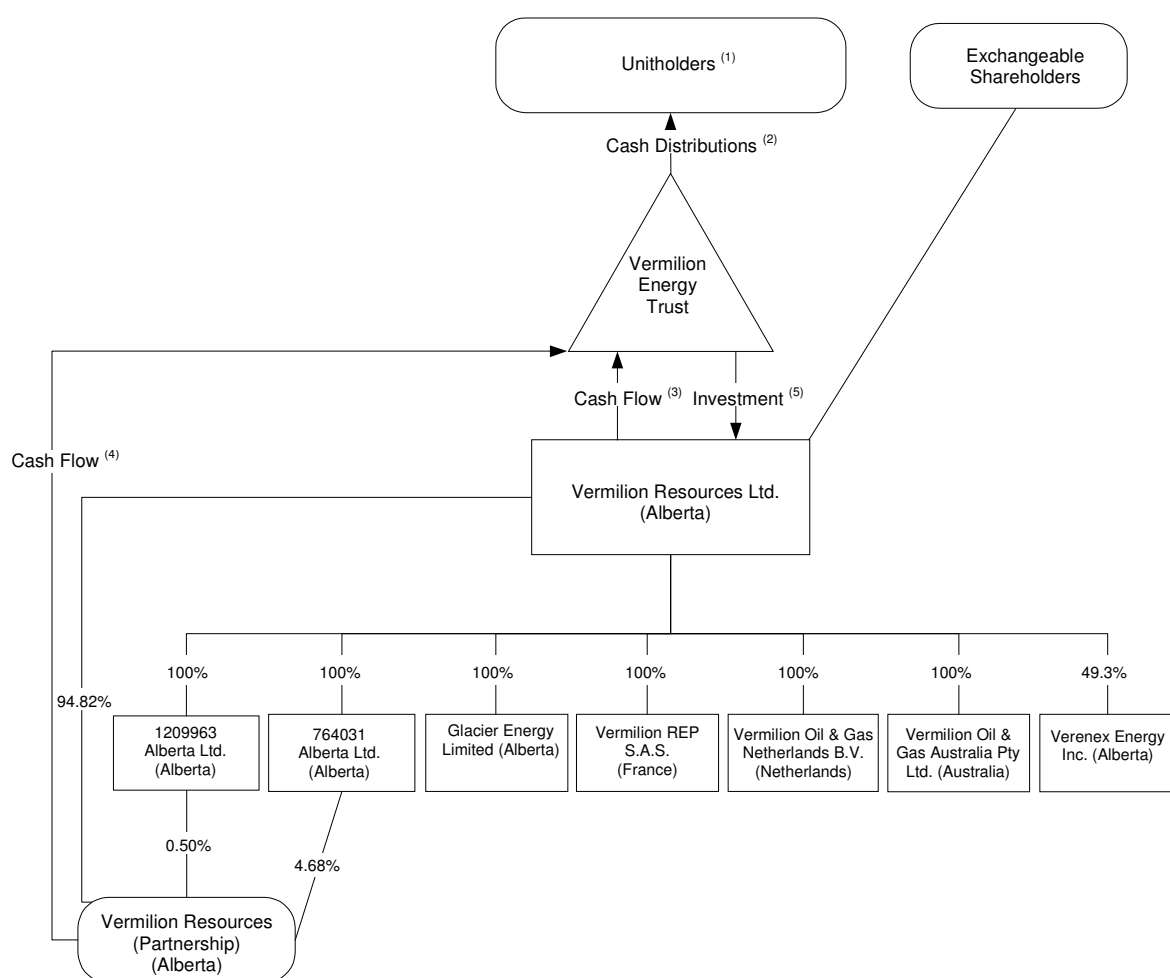 Unitholders (1)
Exchangeable
Shareholders
Cash Distributions (2)
Vermilion
Energy
Trust
Cash Flow (3)
Investment (5)
Cash Flow (4)
Vermilion Resources Ltd.
(Alberta)
100%
100%
100%
100%
100%
100%
49.3%
94.82%
1209963
Alberta Ltd.
(Alberta)
764031
Alberta Ltd.
(Alberta)
Glacier Energy
Limited (Alberta)
Vermilion REP
S.A.S.
(France)
Vermilion Oil & Gas
Netherlands B.V.
(Netherlands)
Vermilion Oil &
Gas Australia Pty
Ltd. (Australia)
Verenex Energy
Inc. (Alberta)
0.50%
4.68%
Vermilion Resources
(Partnership)
(Alberta)